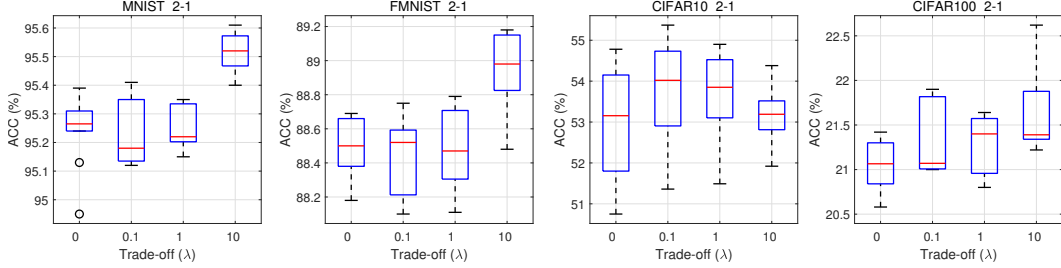 MNIST 2-1
ACC (%)
95.6
95.5
95.4
95.3
95.2
95.1
95
0 0.1 1 10
Trade-off (λ)
FMNIST 2-1
ACC (%)
89.2
89
88.8
88.6
88.4
88.2
0 0.1 1 10
Trade-off (λ)
CIFAR10 2-1
ACC (%)
55
54
53
52
51
0 0.1 1 10
Trade-off (λ)
CIFAR100 2-1
ACC (%)
22.5
22
21.5
21
20.5
0 0.1 1 10
Trade-off (λ)